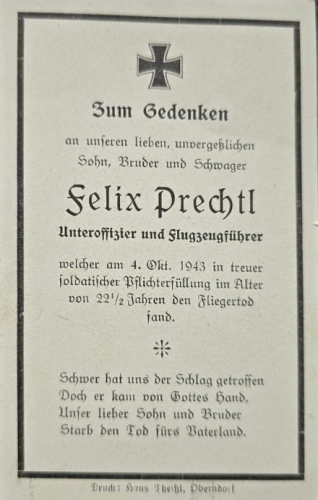 Zum Gedenken
an unseren lieben, unvergeßlichen
Sohn, Bruder und Schwager
Felix Prechtl
Unteroffizier und Flugzeugführer
welcher am 4. Okt. 1943 in treuer
soldatischer Pflichterfüllung im Alter
von 22½ Jahren den Fliegertod
fand.
Schwer hat uns der Schlag getroffen
Doch er kam von Gottes Hand,
Unser lieber Sohn und Bruder
Starb den Tod fürs Vaterland.
Druck: Hans Theißl, Oberndorf